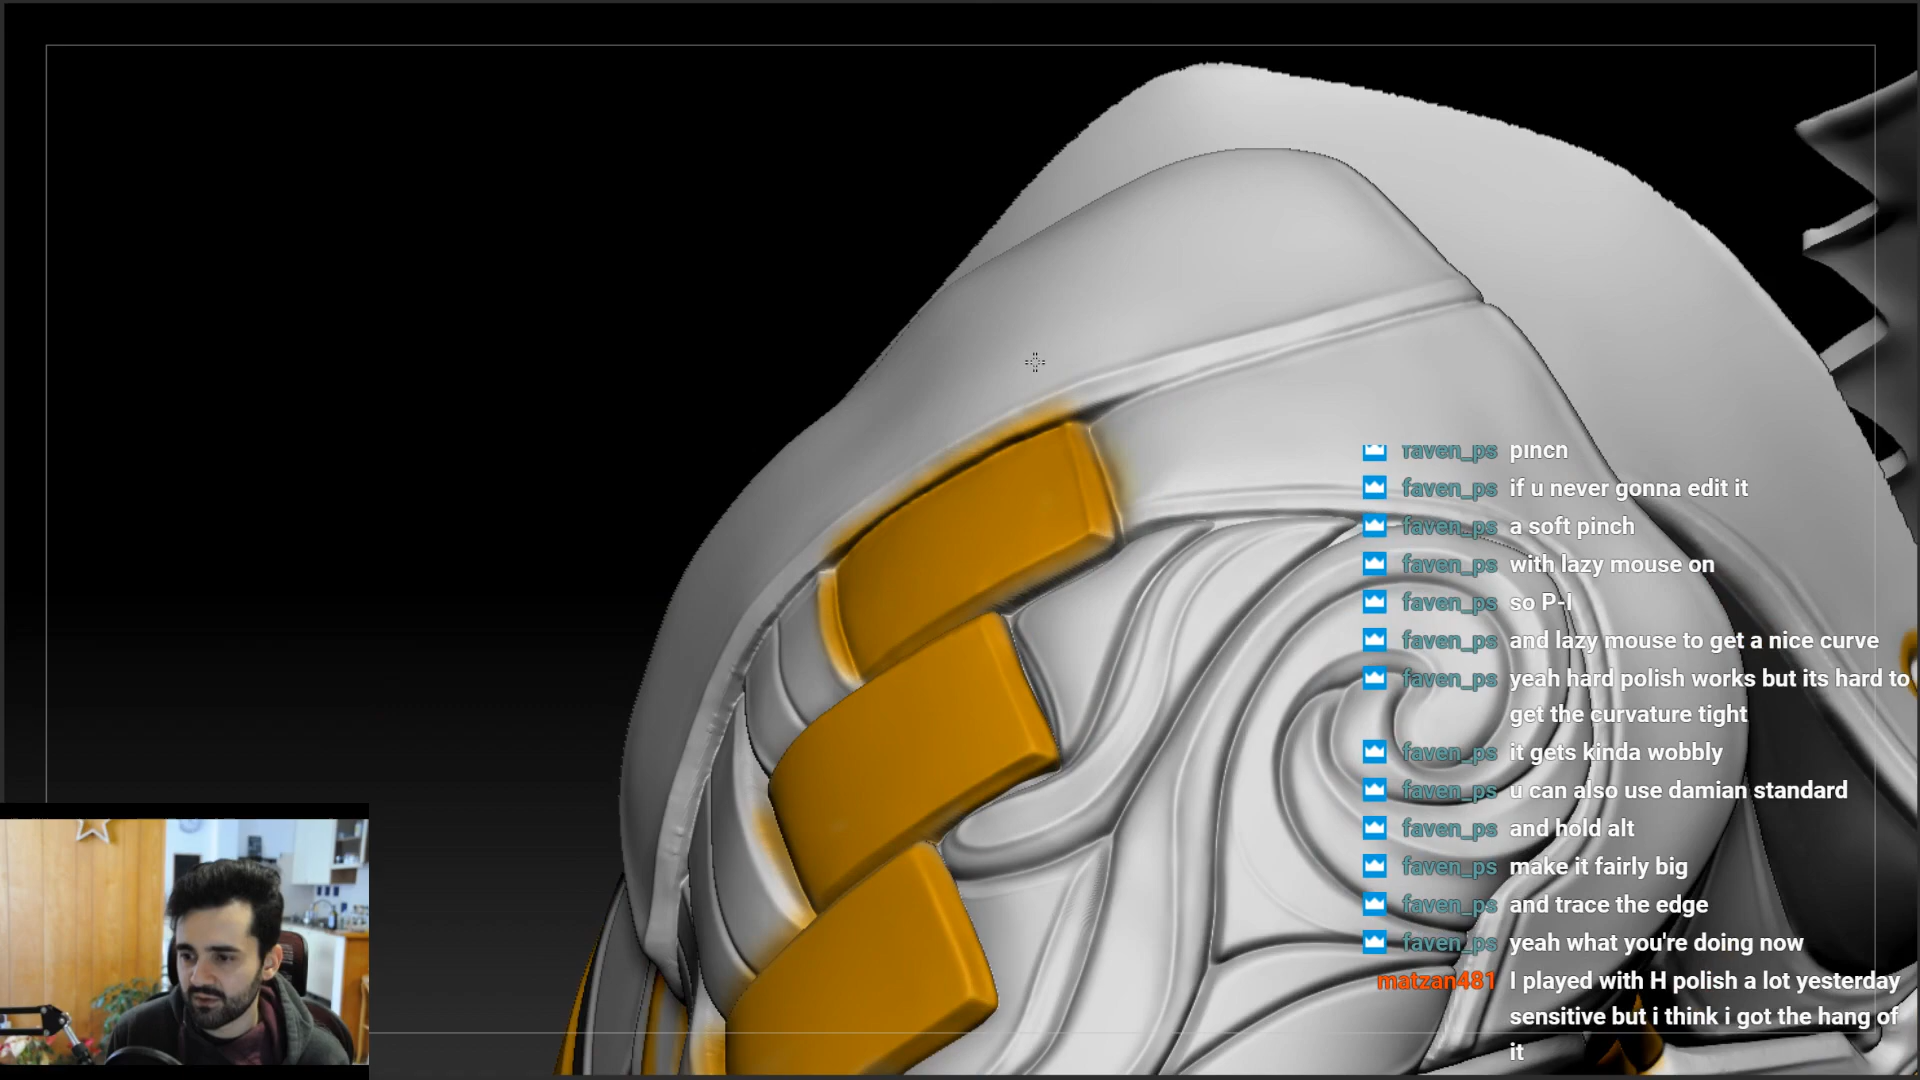 faven_ps pinch
faven_ps if u never gonna edit it
faven_ps a soft pinch
faven_ps with lazy mouse on
faven_ps so P-I
faven_ps and lazy mouse to get a nice curve
faven_ps yeah hard polish works but its hard to
get the curvature tight
faven_ps it gets kinda wobbly
faven_ps u can also use damian standard
faven_ps and hold alt
faven_ps make it fairly big
faven_ps and trace the edge
faven_ps yeah what you're doing now
matzan481 I played with H polish a lot yesterday
sensitive but i think i got the hang of
it